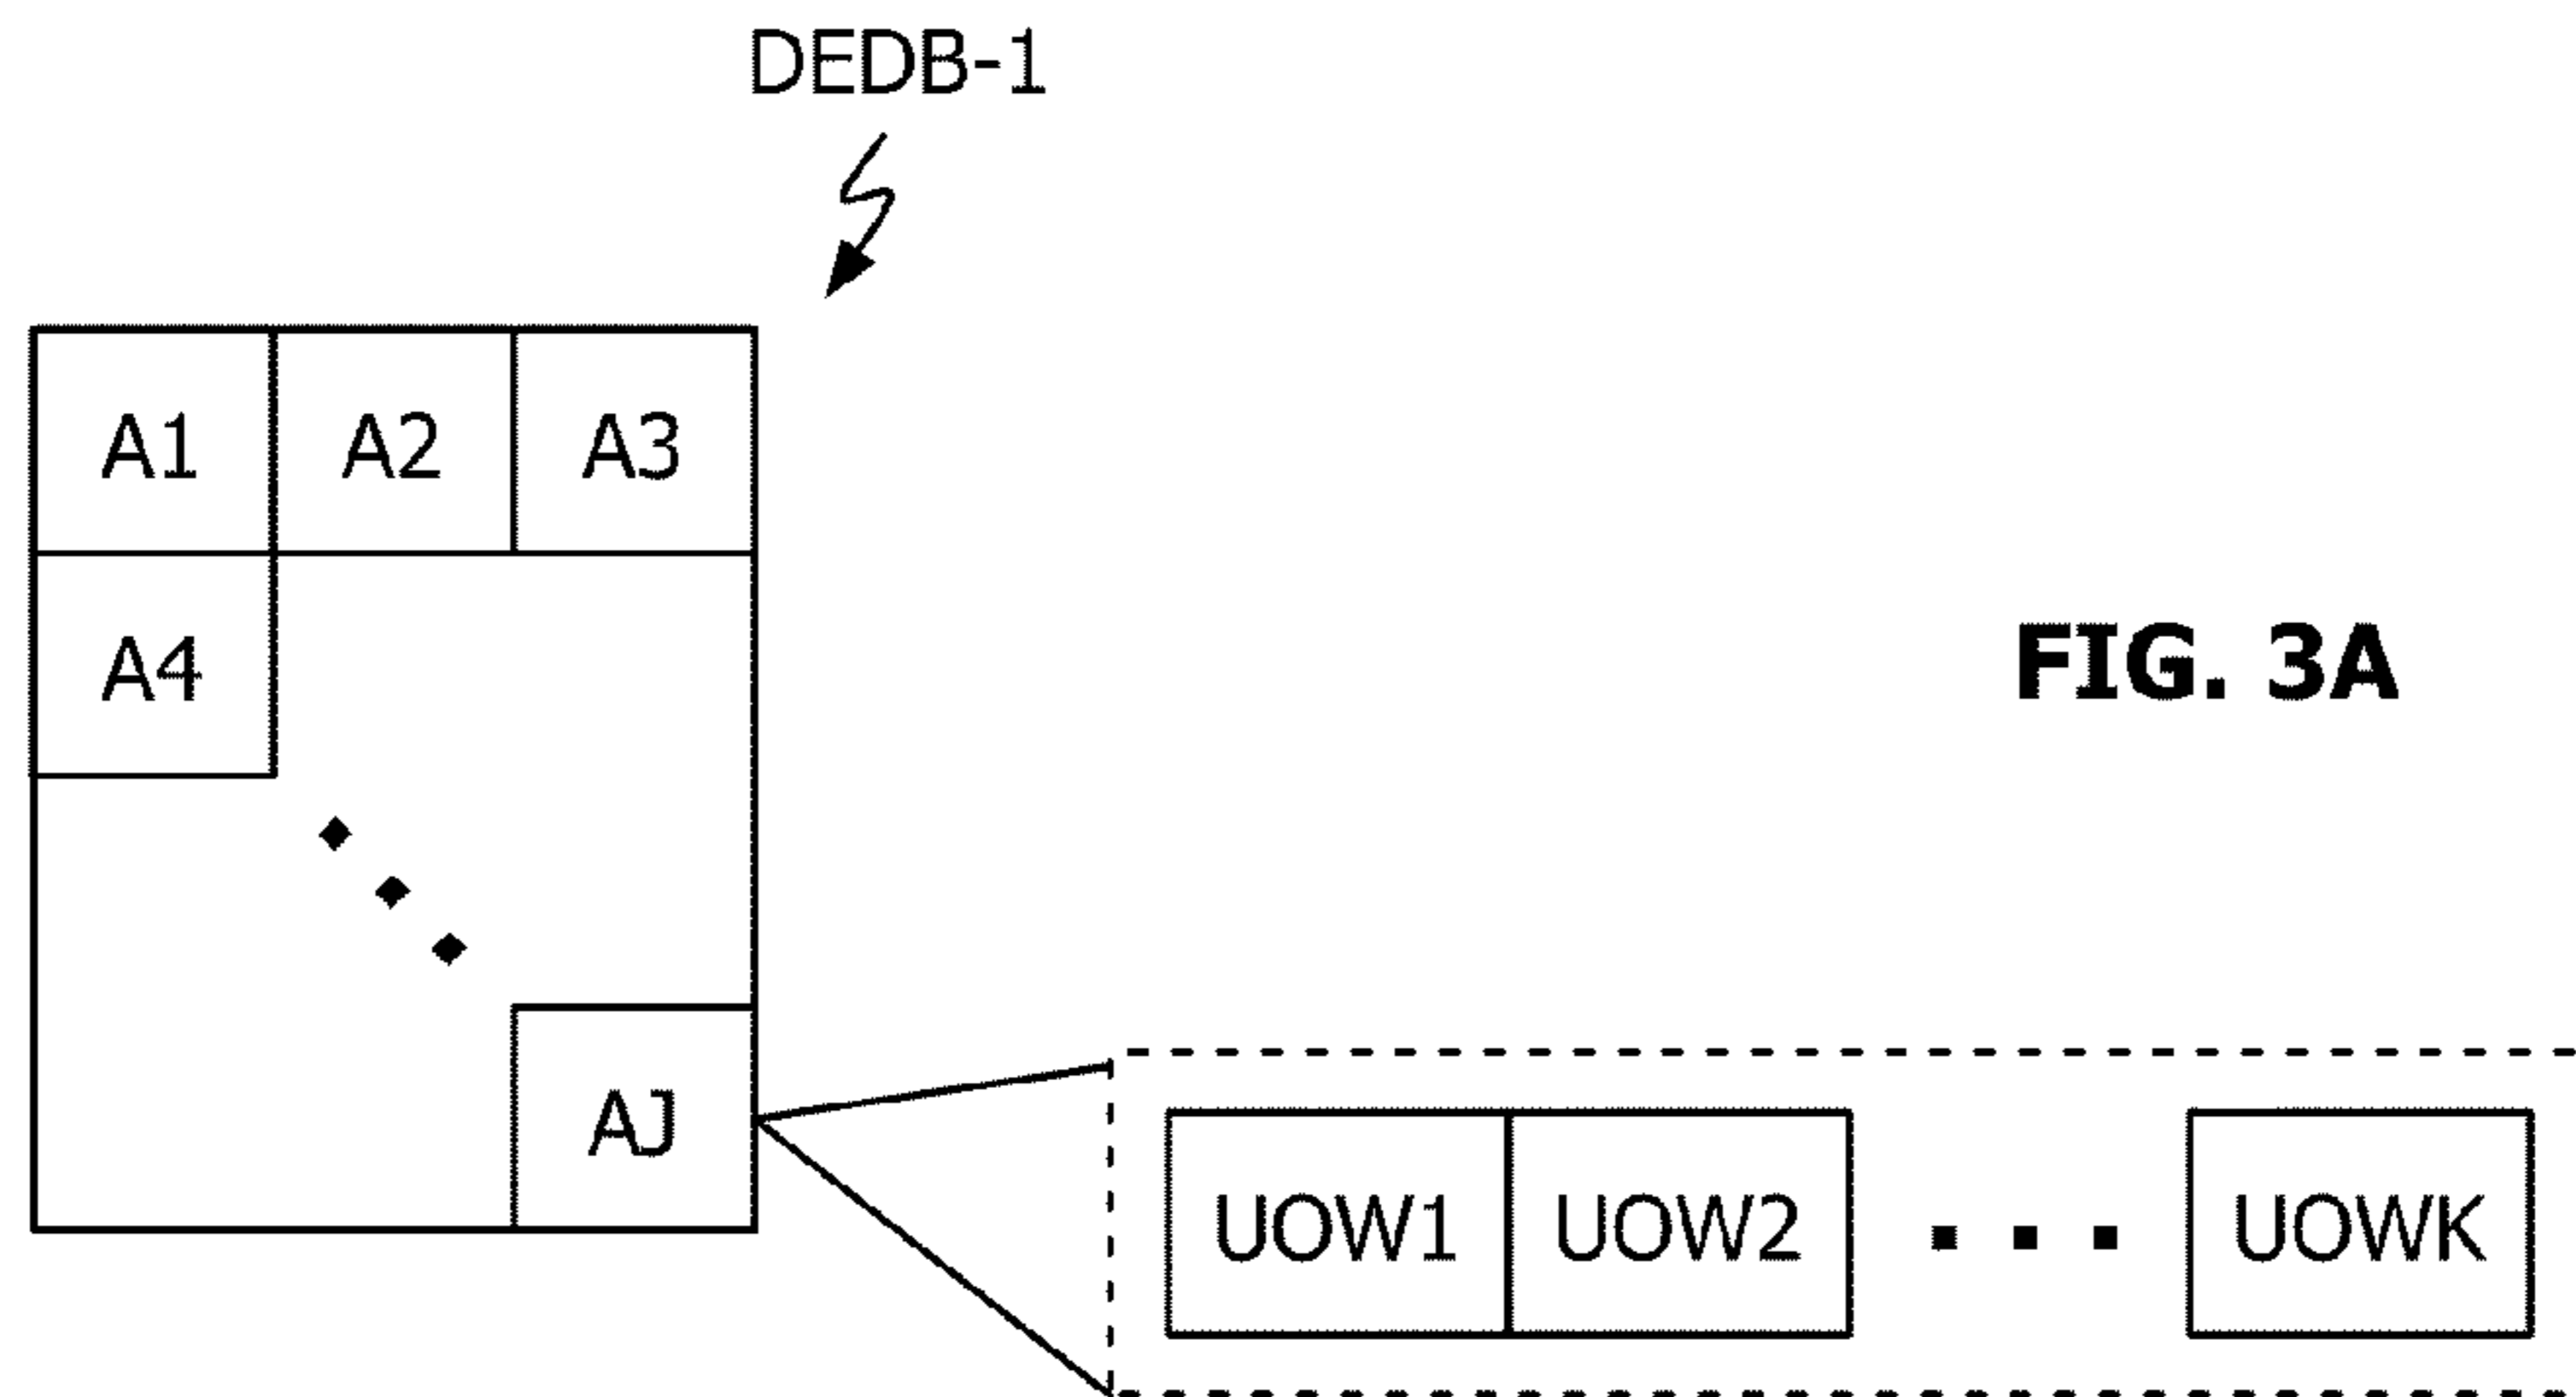 DEDB-1
A1 A2 A3
A4
FIG. 3A
AJ
UOW1 UOW2 UOWK